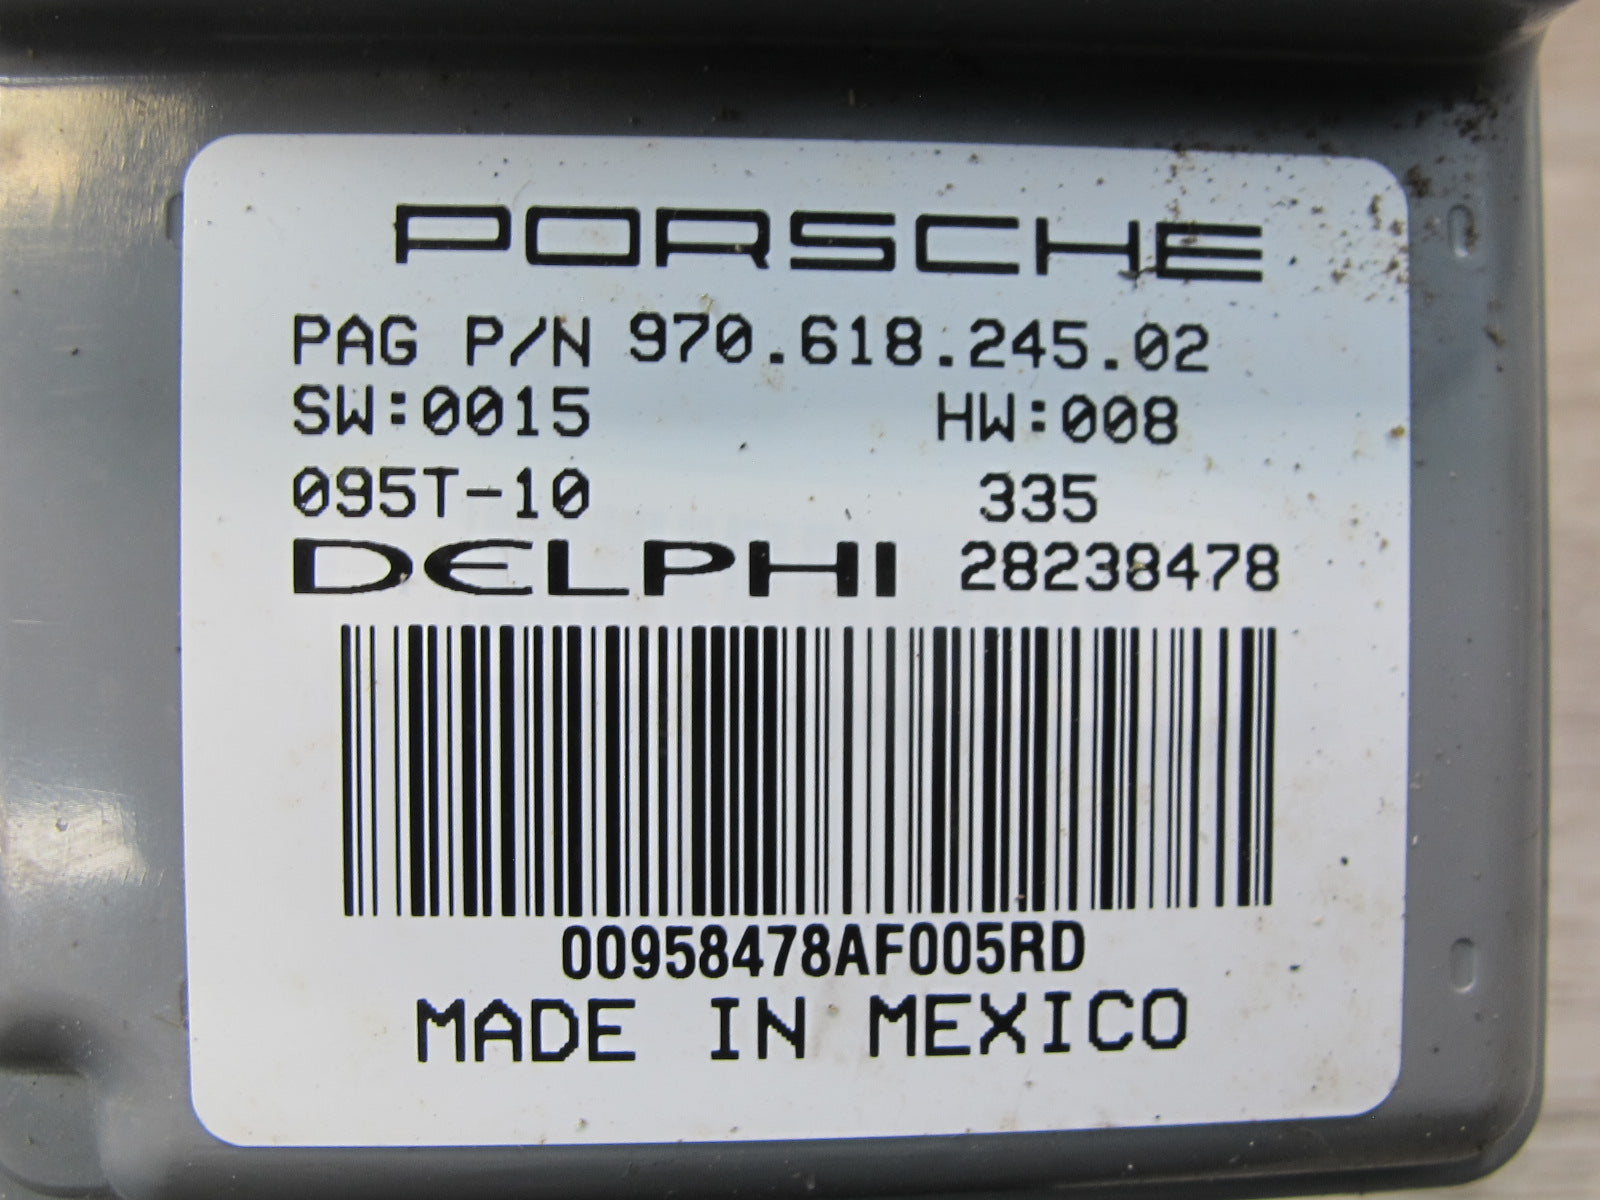 PORSCHE
PAG P/N 970.618.245.02
SW:0015 HW:008
095T-10 335
DELPHI 28238478
00958478AF005RD
MADE IN MEXICO